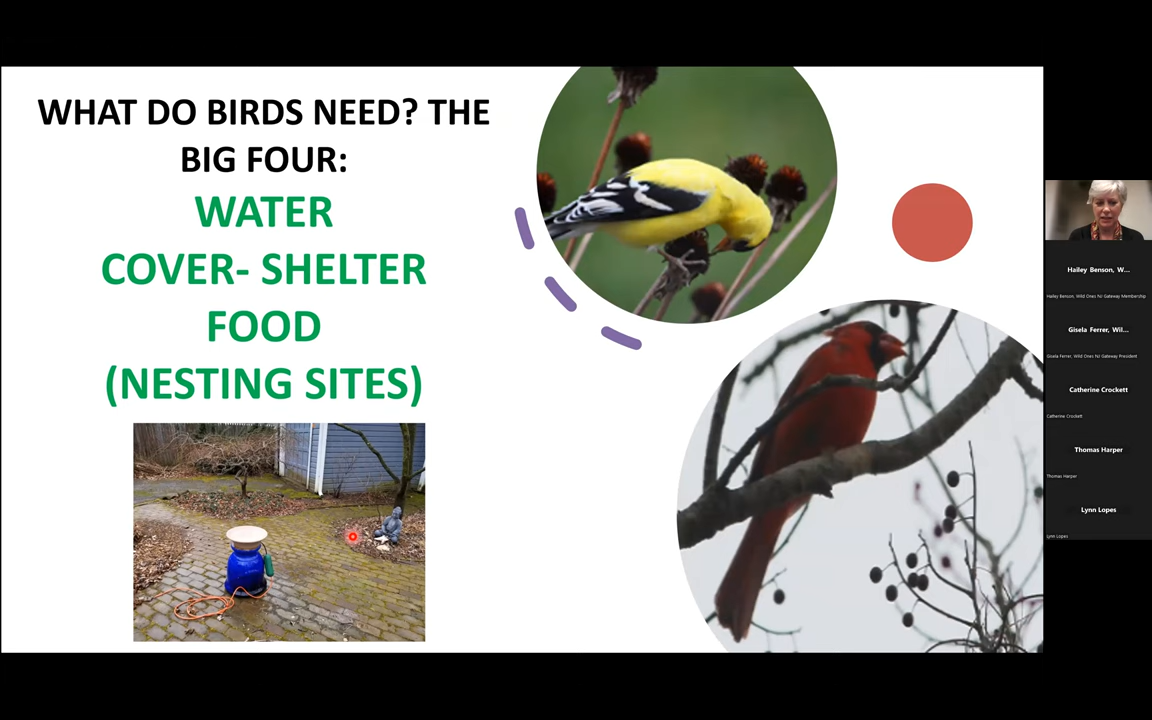 WHAT DO BIRDS NEED? THE
BIG FOUR:
WATER
COVER- SHELTER
FOOD
(NESTING SITES)
Hailey Benson, W...
Hailey Benson, Wild Ones NJ Gateway Membership
Gisela Ferrer, Wil...
Gisela Ferrer, Wild Ones NJ Gateway President
Catherine Crockett
Catherine Crockett
Thomas Harper
Thomas Harper
Lynn Lopes
Lynn Lopes